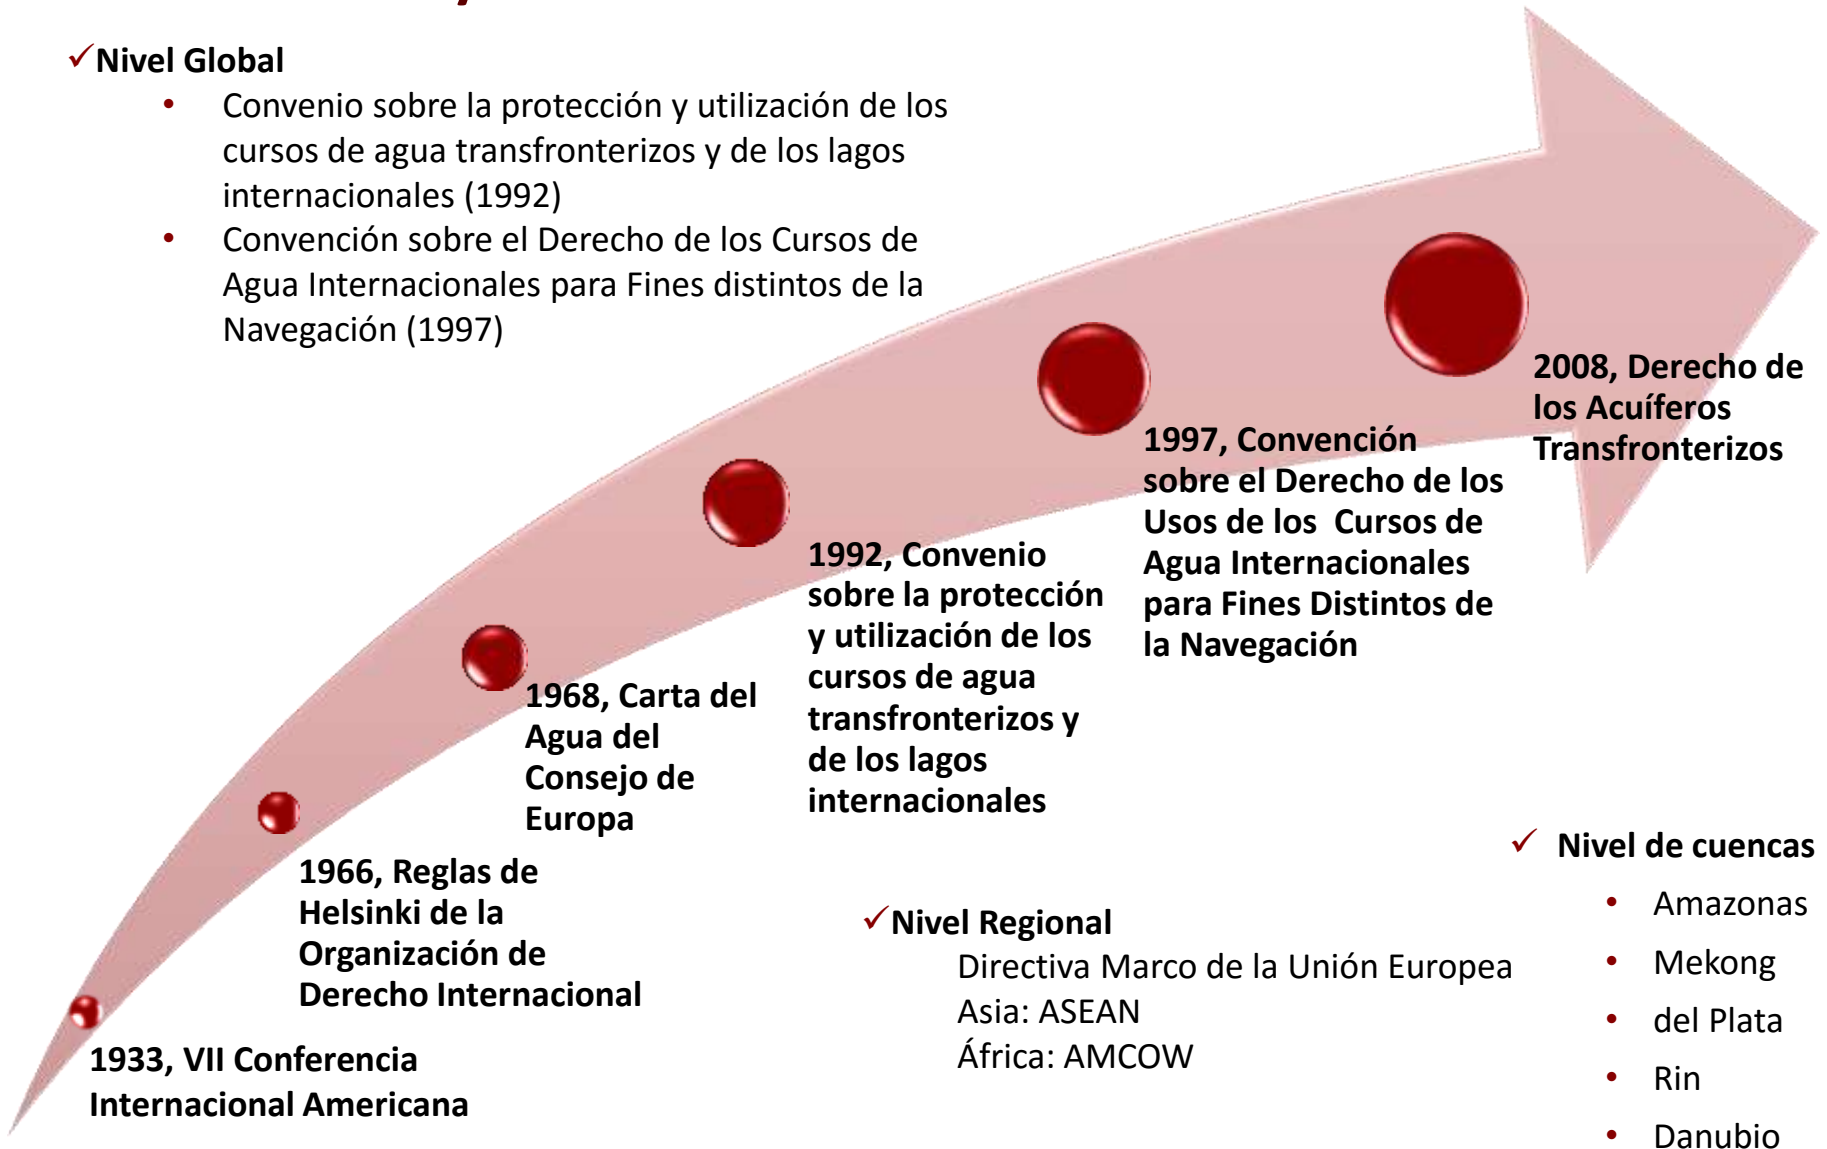 ✓Nivel Global
• Convenio sobre la protección y utilización de los
cursos de agua transfronterizos y de los lagos
internacionales (1992)
• Convención sobre el Derecho de los Cursos de
Agua Internacionales para Fines distintos de la
Navegación (1997)
2008, Derecho de
los Acuíferos
Transfronterizos
1997, Convención
sobre el Derecho de los
Usos de los Cursos de
Agua Internacionales
para Fines Distintos de
la Navegación
1992, Convenio
sobre la protección
y utilización de los
cursos de agua
transfronterizos y
de los lagos
internacionales
1968, Carta del
Agua del
Consejo de
Europa
1966, Reglas de
Helsinki de la
Organización de
Derecho Internacional
1933, VII Conferencia
Internacional Americana
✓Nivel Regional
Directiva Marco de la Unión Europea
Asia: ASEAN
África: AMCOW
✓ Nivel de cuencas
• Amazonas
• Mekong
• del Plata
• Rin
• Danubio